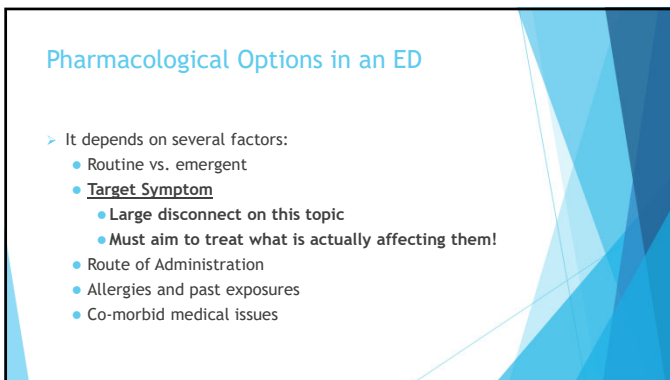 Pharmacological Options in an ED
➢ It depends on several factors:
● Routine vs. emergent
● Target Symptom
● Large disconnect on this topic
● Must aim to treat what is actually affecting them!
● Route of Administration
● Allergies and past exposures
● Co-morbid medical issues